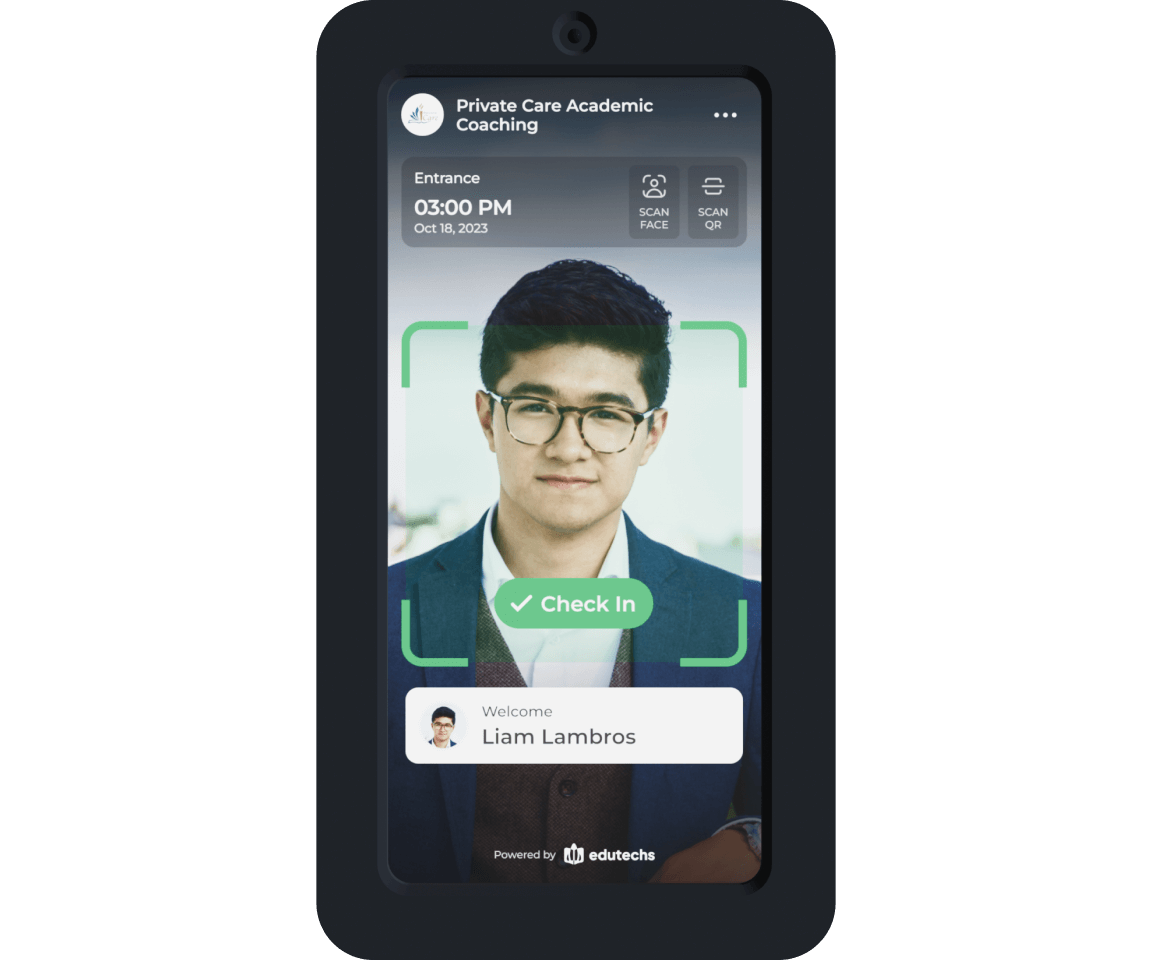 Private Care Academic
Coaching
Entrance
03:00 PM
Oct 18, 2023
SCAN
FACE
SCAN
QR
Check In
Welcome
Liam Lambros
Powered by edutechs